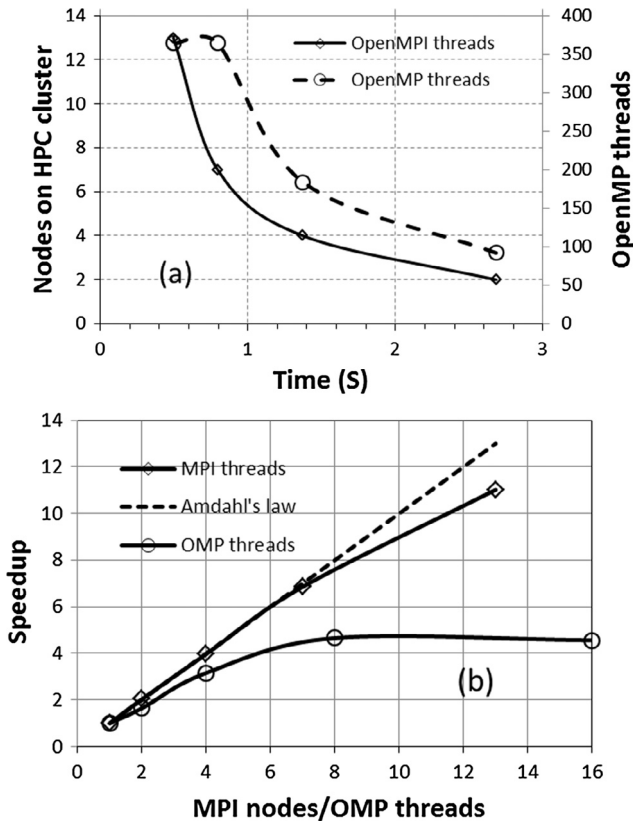 14
12
10
8
6
4
2
0
Nodes on HPC cluster
OpenMPI threads
OpenMP threads
400
350
300
250
200
150
100
50
0
OpenMP threads
(a)
0 1 2 3
Time (S)
14
12
10
8
6
4
2
0
Speedup
MPI threads
Amdahl's law
OMP threads
(b)
0 2 4 6 8 10 12 14 16
MPI nodes/OMP threads